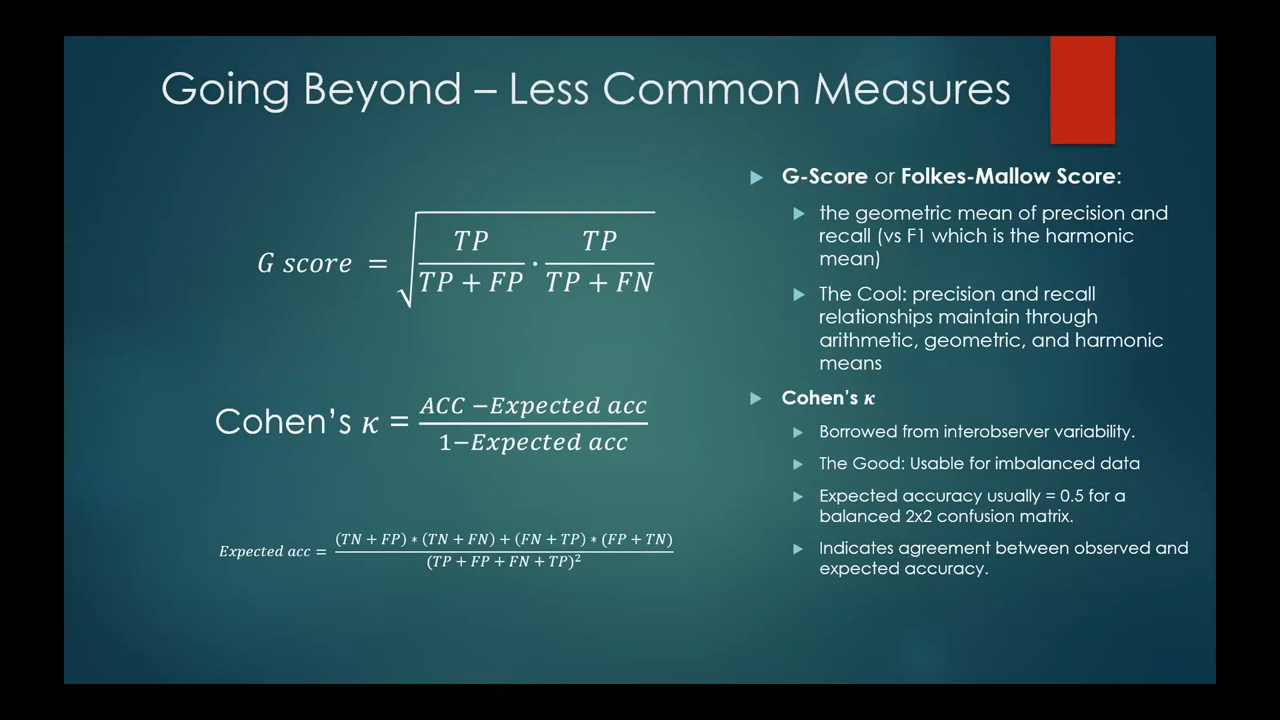 Going Beyond – Less Common Measures
G score = √(TP/(TP + FP) · TP/(TP + FN))
Cohen's κ = (ACC −Expected acc)/(1−Expected acc)
Expected acc = ((TN + FP) ∗ (TN + FN) + (FN + TP) ∗ (FP + TN))/(TP + FP + FN + TP)²
G-Score or Folkes-Mallow Score:
the geometric mean of precision and
recall (vs F1 which is the harmonic
mean)
The Cool: precision and recall
relationships maintain through
arithmetic, geometric, and harmonic
means
Cohen's κ
Borrowed from interobserver variability.
The Good: Usable for imbalanced data
Expected accuracy usually = 0.5 for a
balanced 2x2 confusion matrix.
Indicates agreement between observed and
expected accuracy.